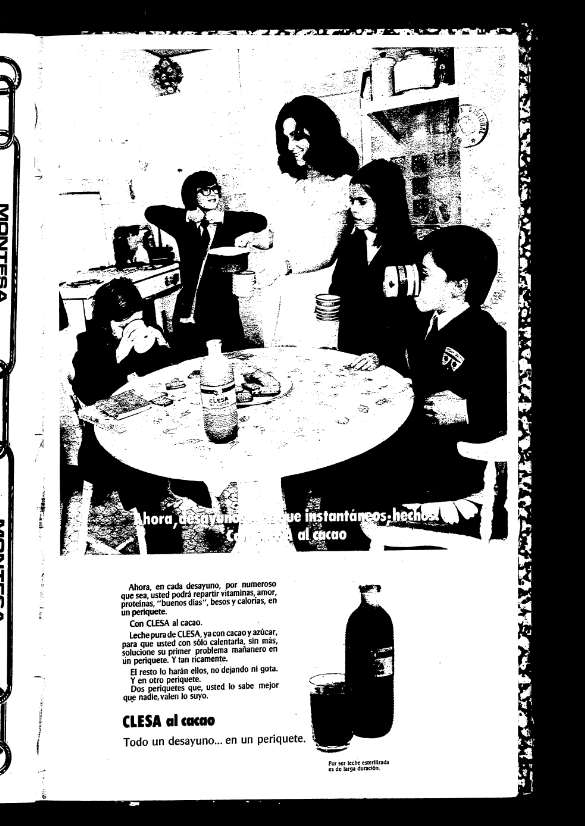 MONTESA
MONTESA
CLESA
Ahora, desayunos que instantáneos-hechos
CLESA al cacao
Ahora, en cada desayuno, por numeroso
que sea, usted podrá repartir vitaminas, amor,
proteinas, "buenos días", besos y calorías, en
un periquete.
Con CLESA al cacao.
Leche pura de CLESA, ya con cacao y azúcar,
para que usted con sólo calentarla, sin más,
solucione su primer problema mañanero en
un periquete. Y tan ricamente.
El resto lo harán ellos, no dejando ni gota.
Y en otro periquete.
Dos periquetes que, usted lo sabe mejor
que nadie, valen lo suyo.
CLESA al cacao
Todo un desayuno... en un periquete.
Por ser leche esterilizada
es de larga duración.